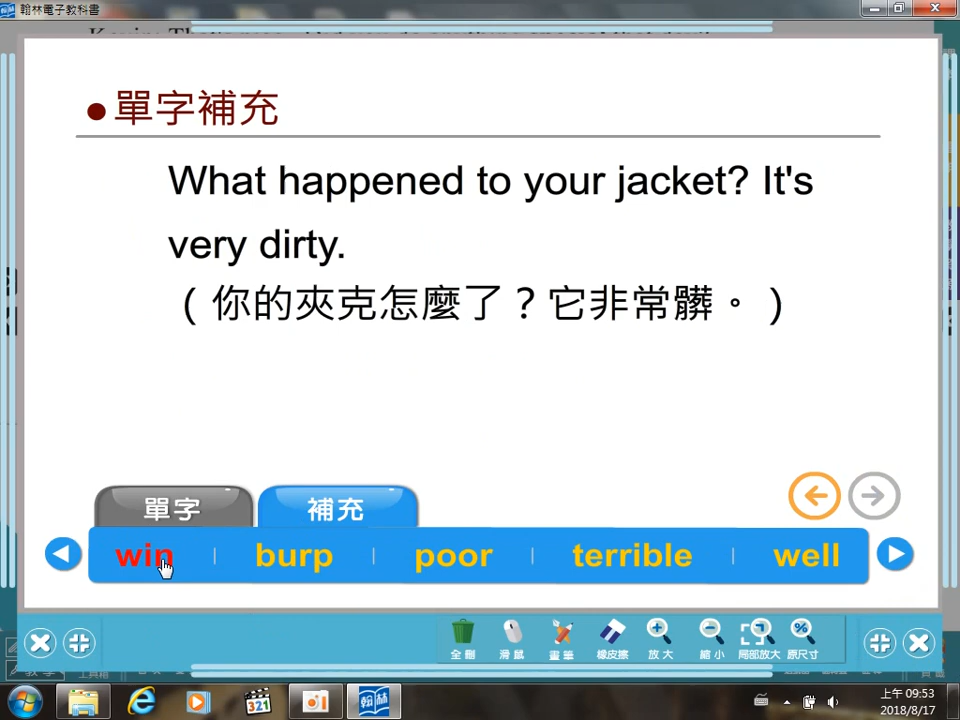 翰林電子教科書
●單字補充
What happened to your jacket? It's
very dirty.
（你的夾克怎麼了？它非常髒。）
單字 補充
win | burp | poor | terrible | well
全刪 滑鼠 畫筆 橡皮擦 放大 縮小 局部放大 原尺寸
321
翰林
上午 09:53
2018/8/17